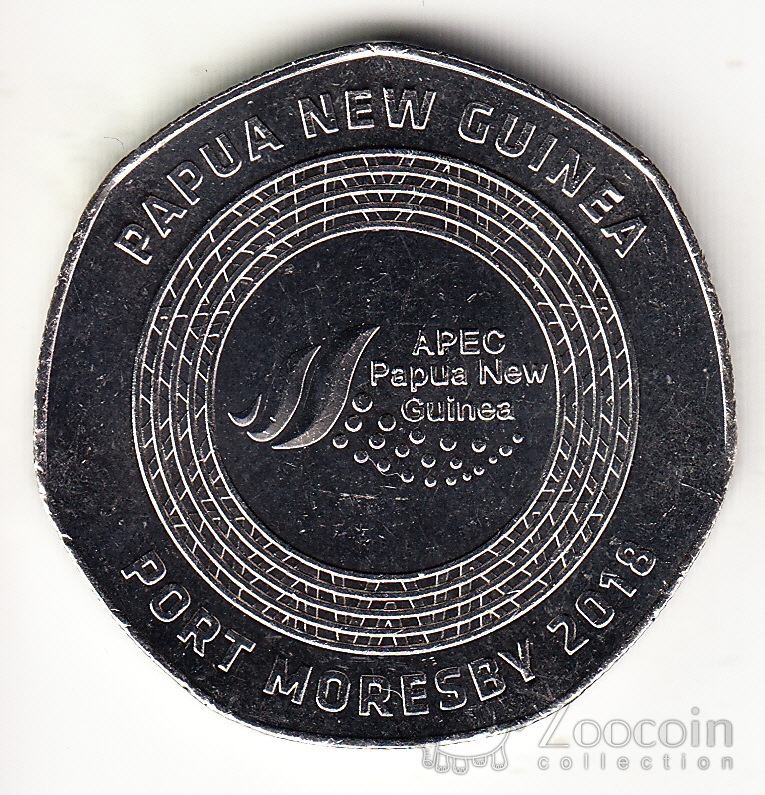 PAPUA NEW GUINEA
APEC
Papua New
Guinea
PORT MORESBY 2018
Zoocoin
collection